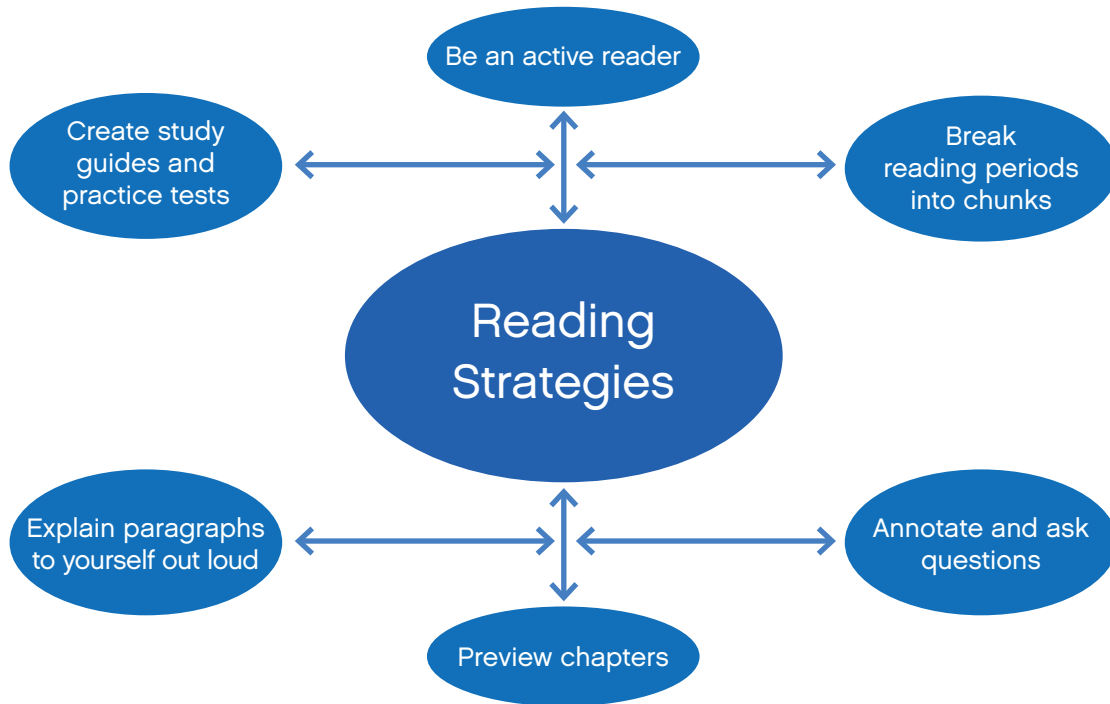 Be an active reader
Create study
guides and
practice tests
Break
reading periods
into chunks
Reading
Strategies
Explain paragraphs
to yourself out loud
Annotate and ask
questions
Preview chapters